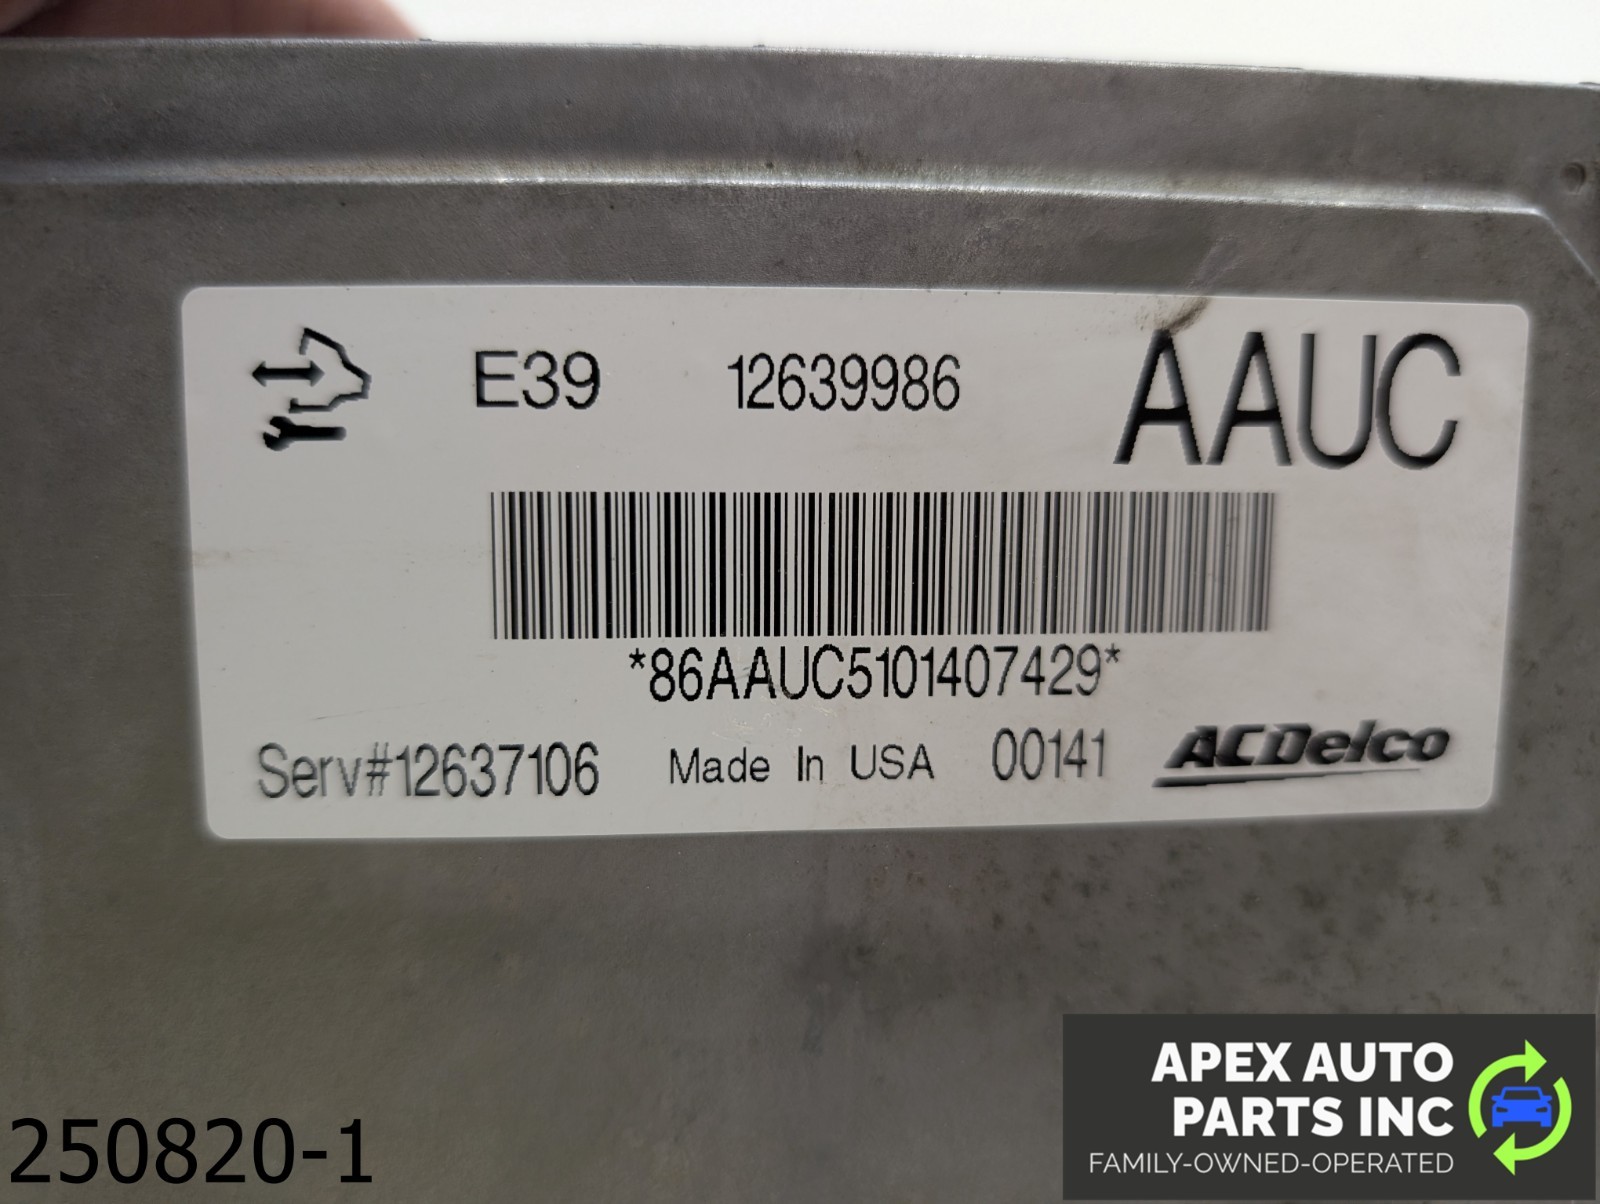 E39 12639986 AAUC
*86AAUC5101407429*
Serv#12637106 Made In USA 00141 ACDelco
APEX AUTO
PARTS INC
FAMILY-OWNED-OPERATED
250820-1